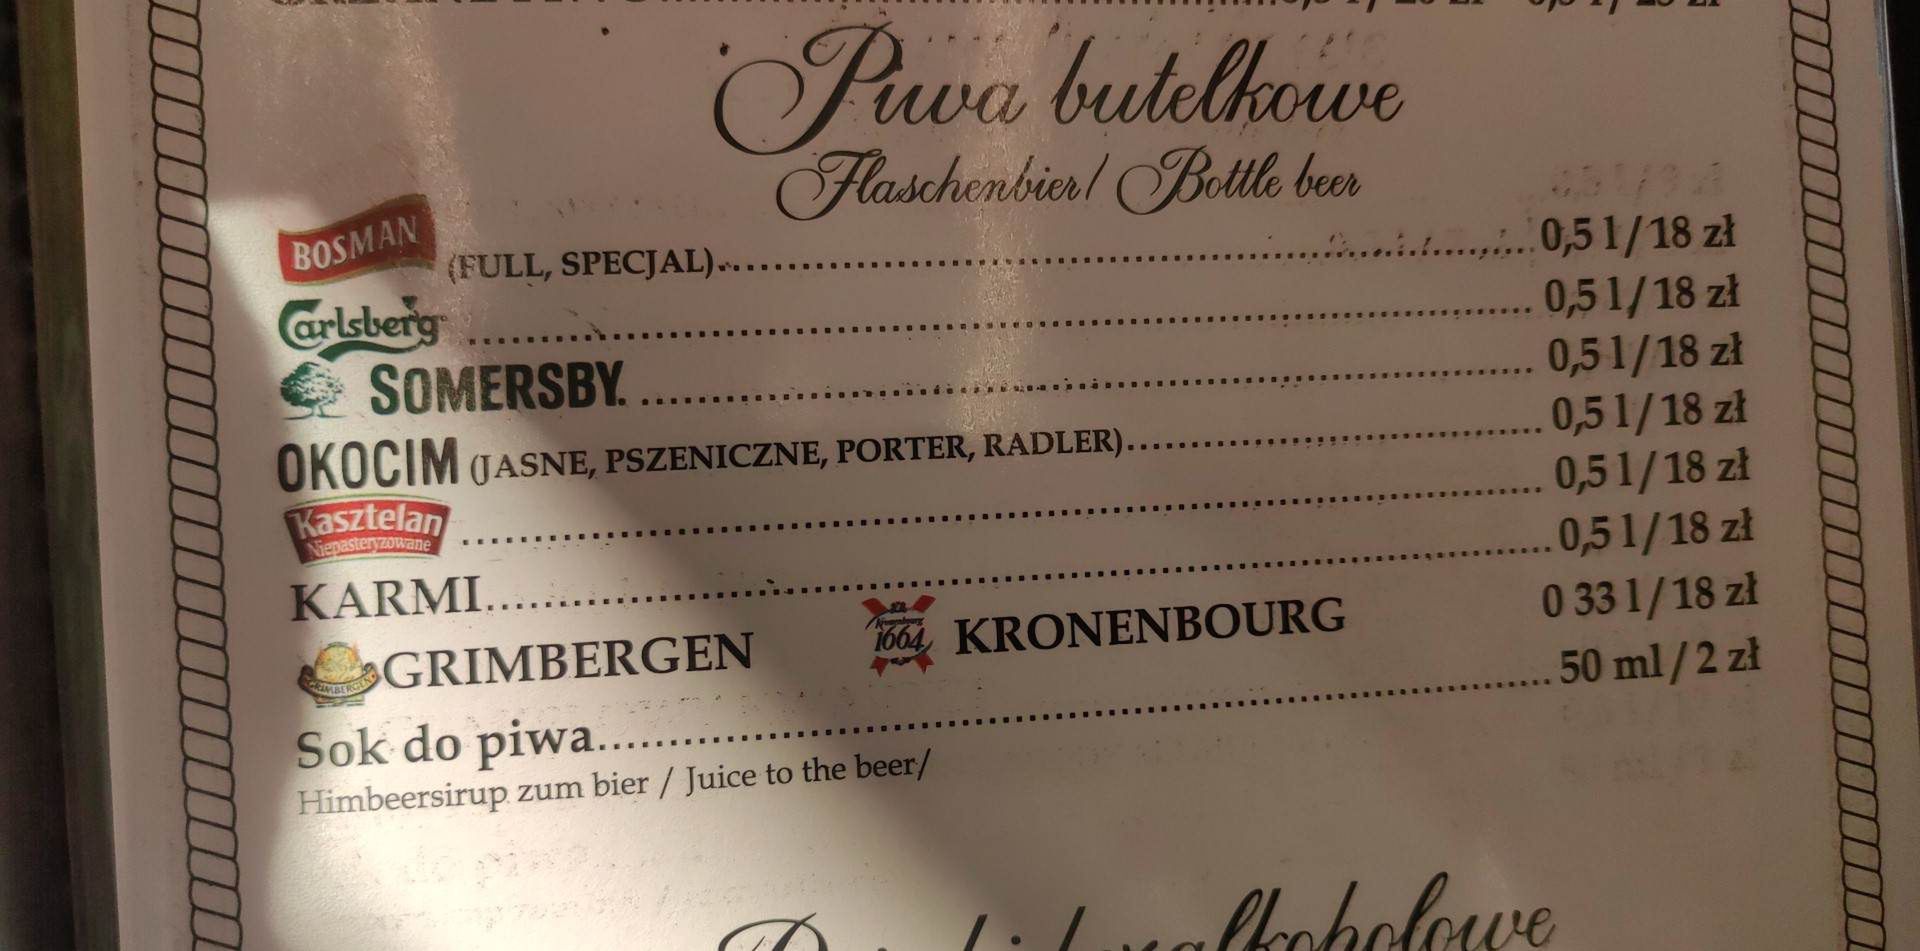 Piwa butelkowe
Flaschenbier/ Bottle beer
BOSMAN (FULL, SPECJAL) 0,5 l/ 18 zł
Carlsberg 0,5 l/ 18 zł
SOMERSBY. 0,5 l/ 18 zł
OKOCIM (JASNE, PSZENICZNE, PORTER, RADLER) 0,5 l/ 18 zł
Kasztelan Niepasteryzowane 0,5 l/ 18 zł
KARMI 0,5 l/ 18 zł
GRIMBERGEN GRIMBERGEN Kronenbourg 1664 KRONENBOURG 0 33 l/ 18 zł
Sok do piwa 50 ml / 2 zł
Himbeersirup zum bier / Juice to the beer/